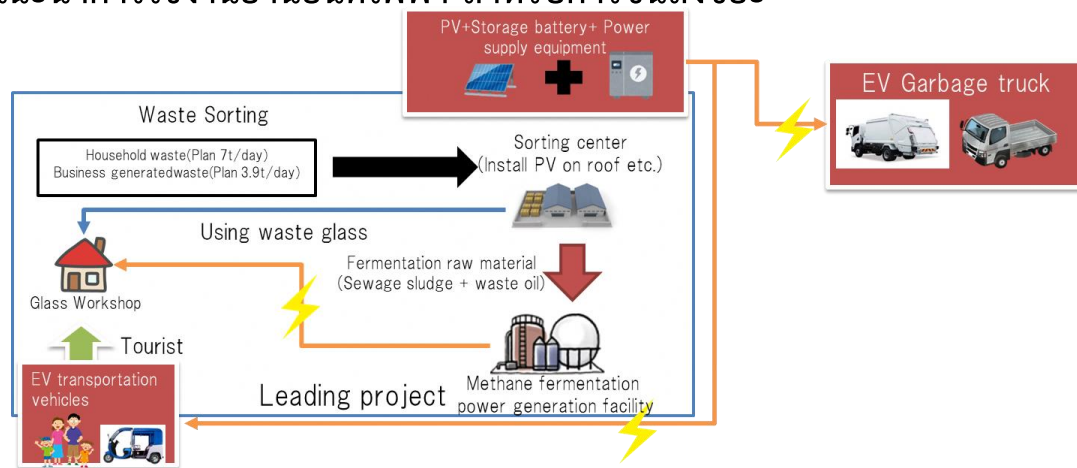 PV+Storage battery+ Power
supply equipment
EV Garbage truck
Waste Sorting
Household waste(Plan 7t/day)
Business generatedwaste(Plan 3.9t/day)
Sorting center
(Install PV on roof etc.)
Using waste glass
Fermentation raw material
(Sewage sludge + waste oil)
Glass Workshop
Tourist
EV transportation
vehicles
Leading project
Methane fermentation
power generation facility